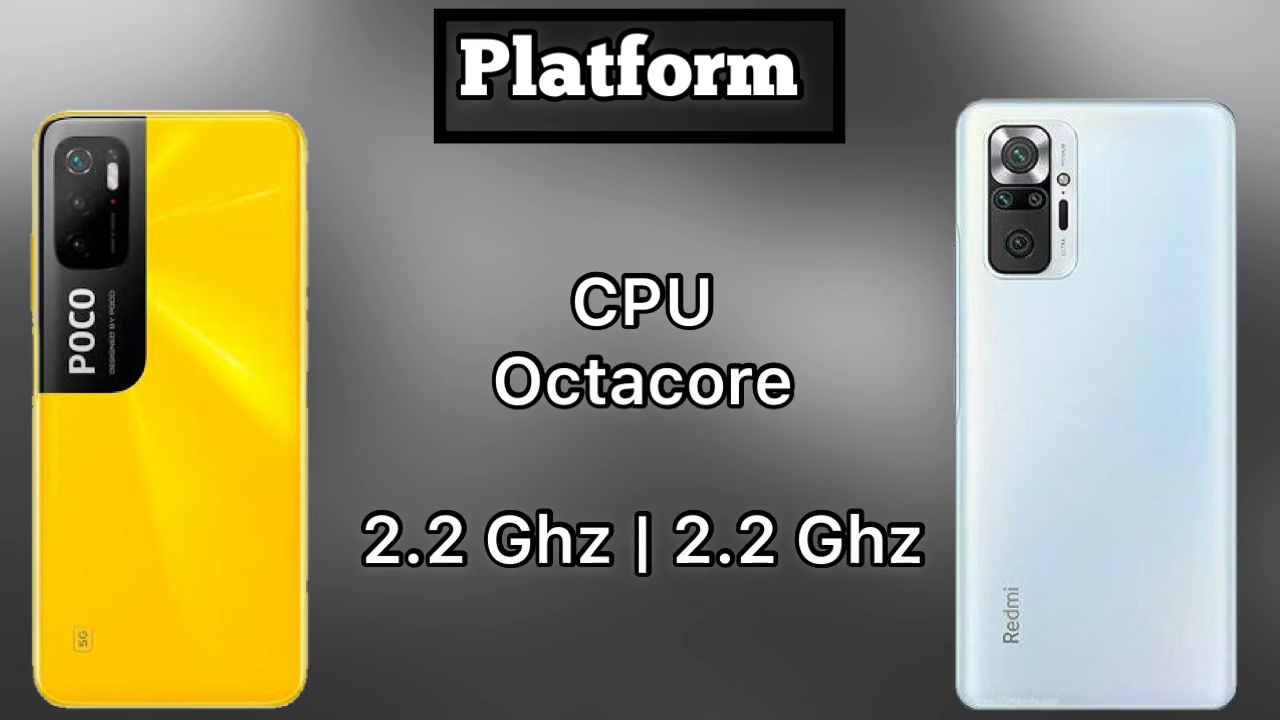 Platform
POCO
DESIGNED BY POCO
5G
CPU
Octacore
2.2 Ghz | 2.2 Ghz
Redmi